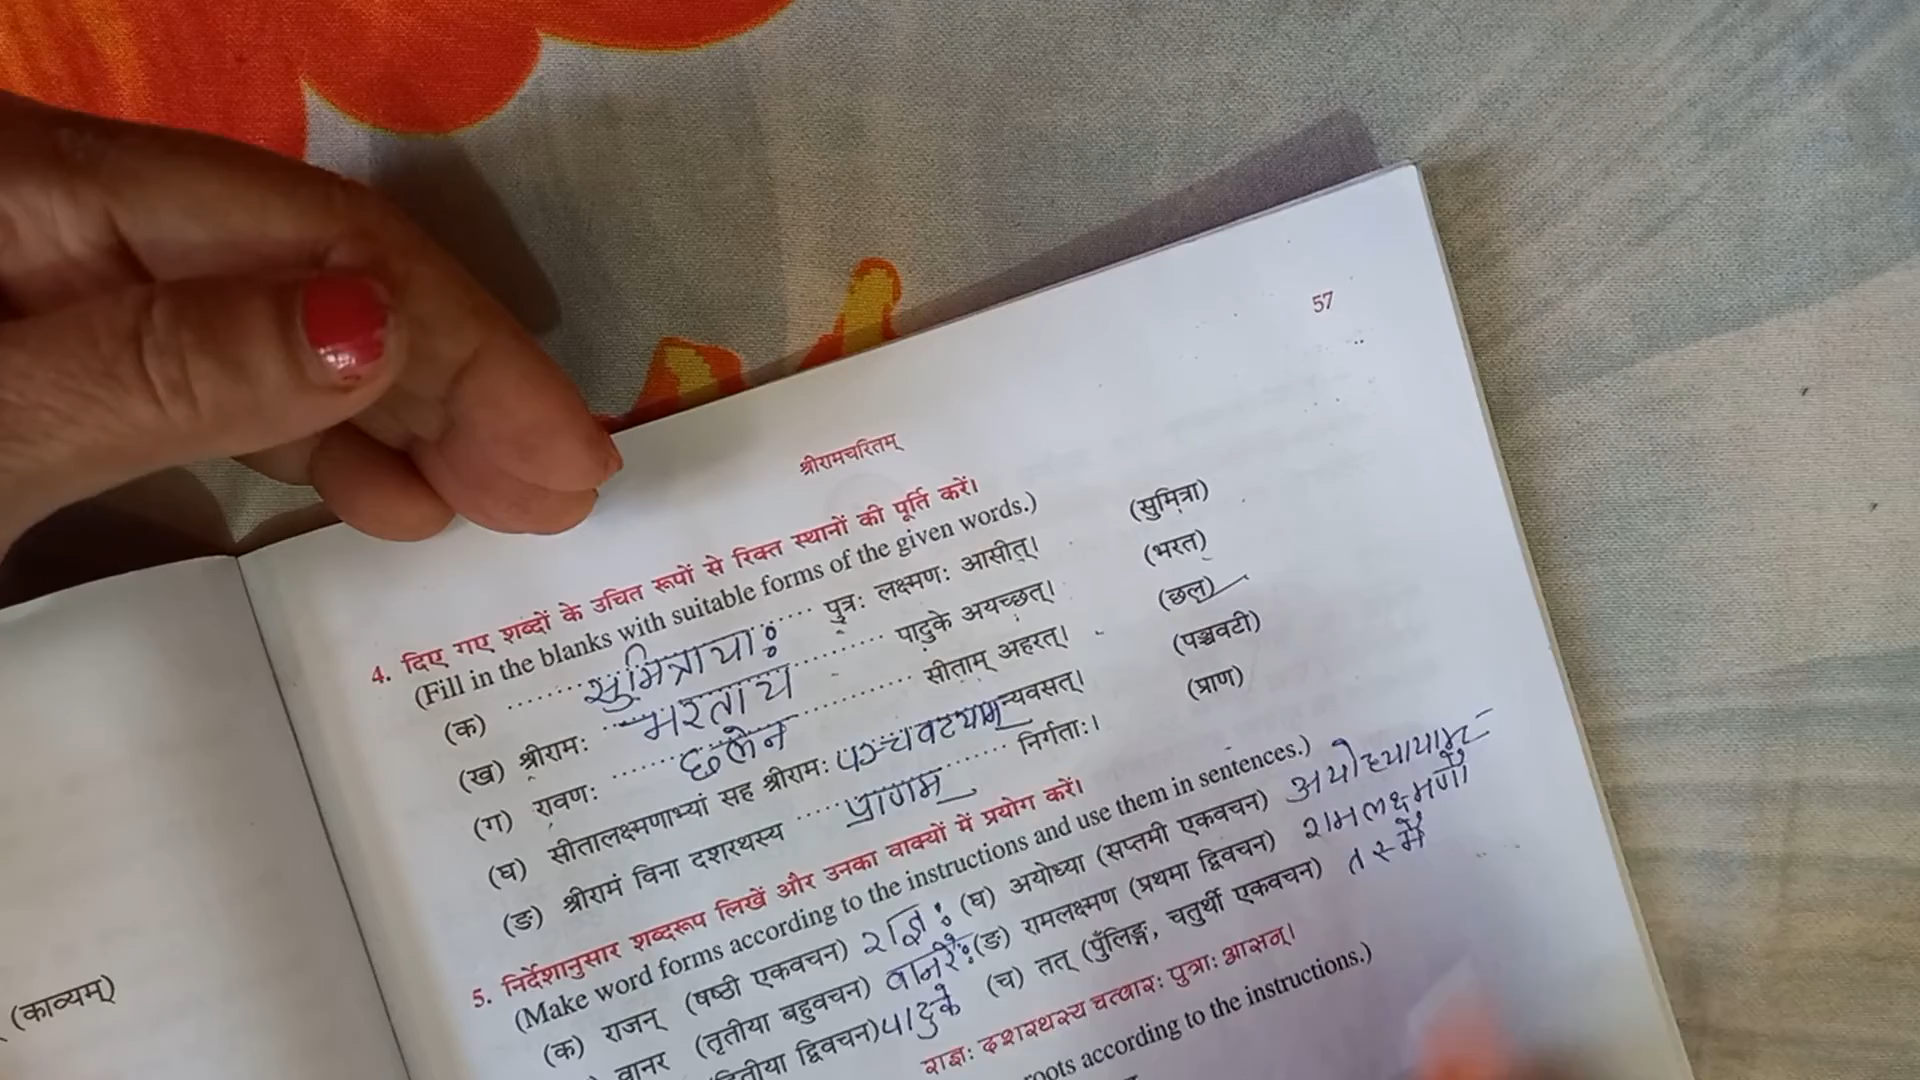 57
श्रीरामचरितम्
4. दिए गए शब्दों के उचित रूपों से रिक्त स्थानों की पूर्ति करें।
(Fill in the blanks with suitable forms of the given words.)
(क) ....... सुमित्रायाः ...... पुत्रः लक्ष्मणः आसीत्। (सुमित्रा)
(ख) श्रीरामः भरताय ......... पादुके अयच्छत्। (भरत)
(ग) रावणः ....... छलेन ........... सीताम् अहरत्। (छल)
(घ) सीतालक्ष्मणाभ्यां सह श्रीरामः पञ्चवटयाम् न्यवसत्। (पञ्चवटी)
(ङ) श्रीरामं विना दशरथस्य ..... प्राणम् ...... निर्गताः। (प्राण)
5. निर्देशानुसार शब्दरूप लिखें और उनका वाक्यों में प्रयोग करें।
(Make word forms according to the instructions and use them in sentences.)
(क) राजन् (षष्ठी एकवचन) राज्ञः (घ) अयोध्या (सप्तमी एकवचन) अयोध्यायाम्
वानर (तृतीया बहुवचन) वानरैः (ङ) रामलक्ष्मण (प्रथमा द्विवचन) रामलक्ष्मणौ
द्विवचन) पादुके (च) तत् (पुँलिङ्ग, चतुर्थी एकवचन) तस्मै
राज्ञः दशरथस्य चत्वारः पुत्राः आसन्।
roots according to the instructions.)
(काव्यम्)